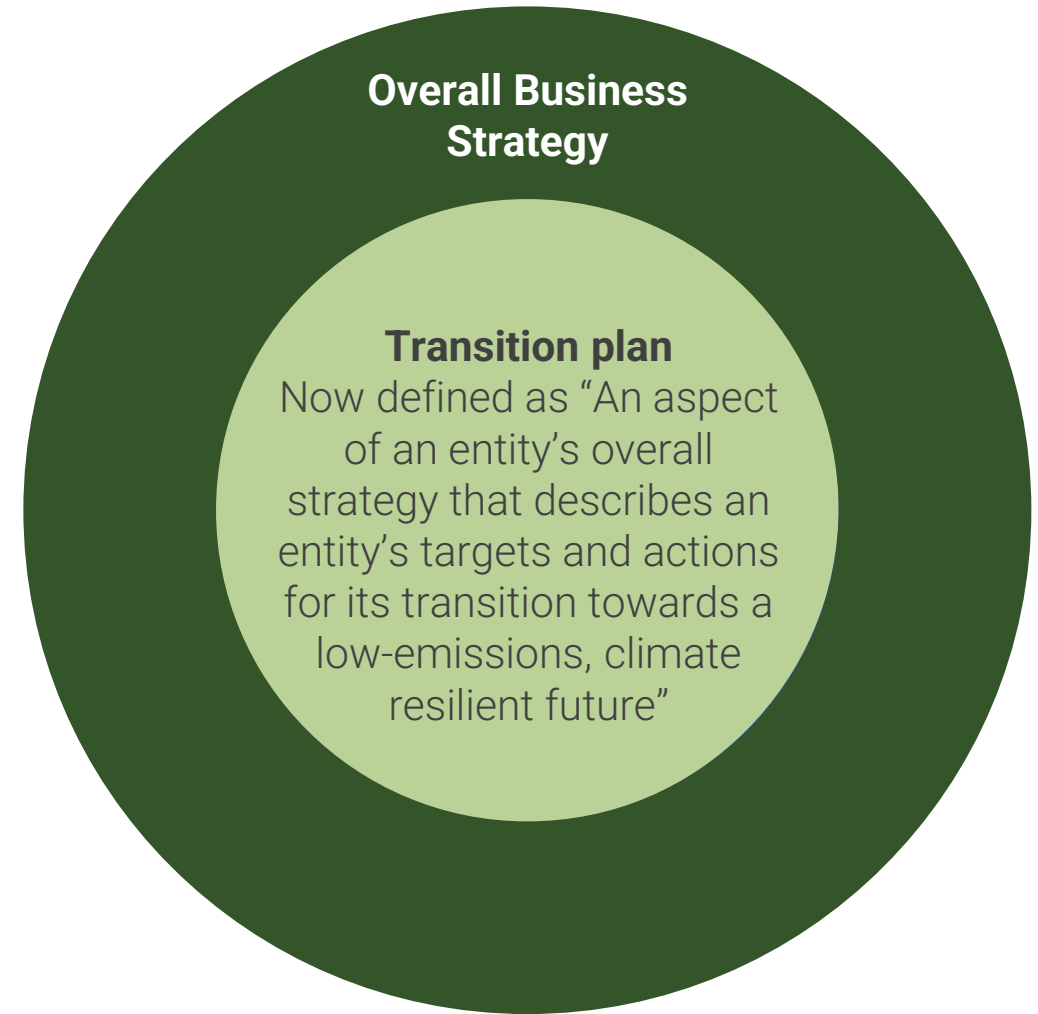 Overall Business
Strategy
Transition plan
Now defined as “An aspect
of an entity’s overall
strategy that describes an
entity’s targets and actions
for its transition towards a
low-emissions, climate
resilient future”